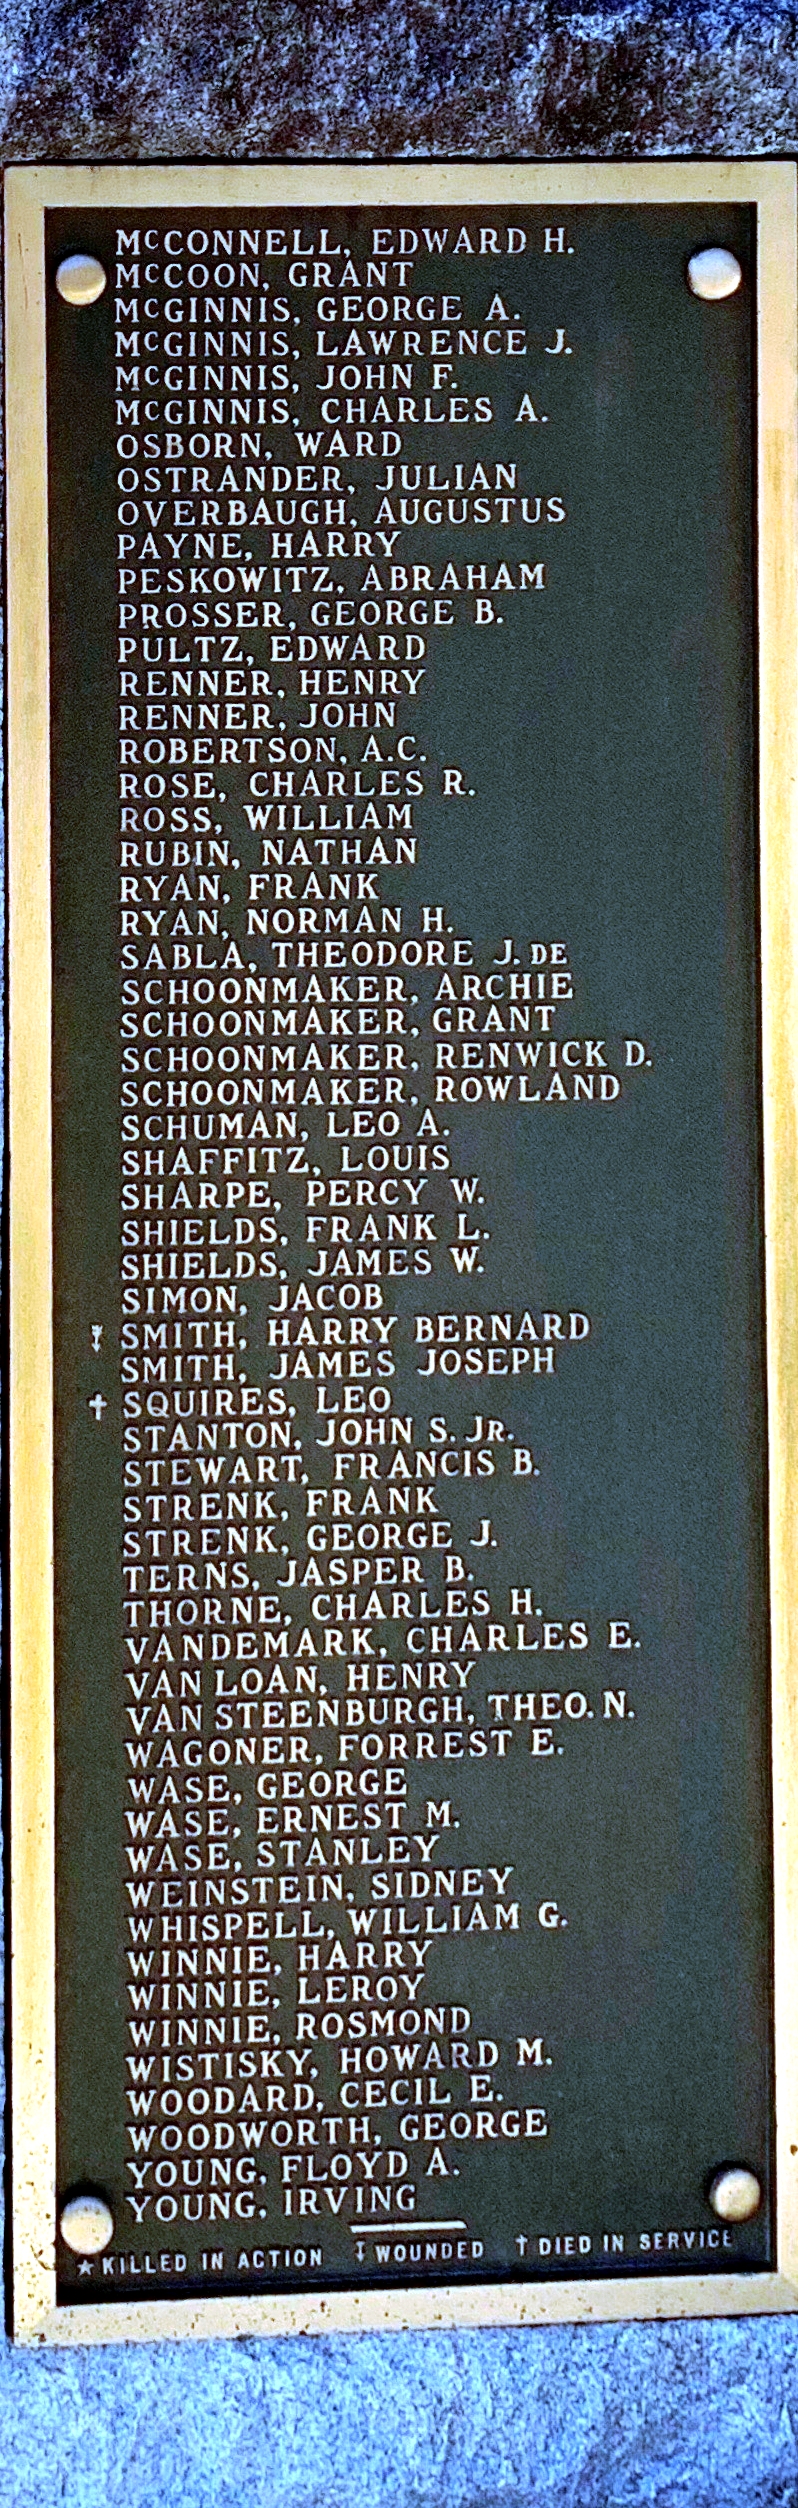 McCONNELL, EDWARD H.
McCOON, GRANT
McGINNIS, GEORGE A.
McGINNIS, LAWRENCE J.
McGINNIS, JOHN F.
McGINNIS, CHARLES A.
OSBORN, WARD
OSTRANDER, JULIAN
OVERBAUGH, AUGUSTUS
PAYNE, HARRY
PESKOWITZ, ABRAHAM
PROSSER, GEORGE B.
PULTZ, EDWARD
RENNER, HENRY
RENNER, JOHN
ROBERTSON, A.C.
ROSE, CHARLES R.
ROSS, WILLIAM
RUBIN, NATHAN
RYAN, FRANK
RYAN, NORMAN H.
SABLA, THEODORE J. DE
SCHOONMAKER, ARCHIE
SCHOONMAKER, GRANT
SCHOONMAKER, RENWICK D.
SCHOONMAKER, ROWLAND
SCHUMAN, LEO A.
SHAFFITZ, LOUIS
SHARPE, PERCY W.
SHIELDS, FRANK L.
SHIELDS, JAMES W.
SIMON, JACOB
↧ SMITH, HARRY BERNARD
SMITH, JAMES JOSEPH
† SQUIRES, LEO
STANTON, JOHN S. JR.
STEWART, FRANCIS B.
STRENK, FRANK
STRENK, GEORGE J.
TERNS, JASPER B.
THORNE, CHARLES H.
VANDEMARK, CHARLES E.
VAN LOAN, HENRY
VAN STEENBURGH, THEO. N.
WAGONER, FORREST E.
WASE, GEORGE
WASE, ERNEST M.
WASE, STANLEY
WEINSTEIN, SIDNEY
WHISPELL, WILLIAM G.
WINNIE, HARRY
WINNIE, LEROY
WINNIE, ROSMOND
WISTISKY, HOWARD M.
WOODARD, CECIL E.
WOODWORTH, GEORGE
YOUNG, FLOYD A.
YOUNG, IRVING
★ KILLED IN ACTION ↧ WOUNDED † DIED IN SERVICE